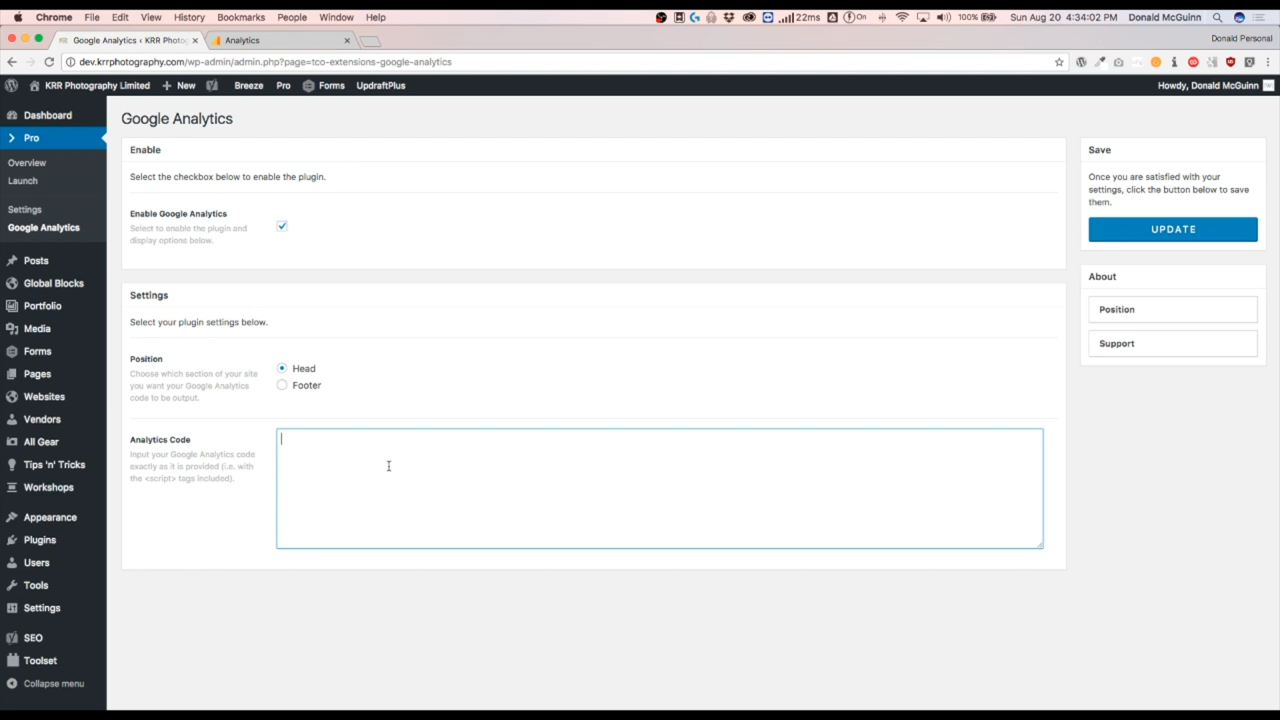 Chrome File Edit View History Bookmarks People Window Help 22ms On 100% Sun Aug 20 4:34:02 PM Donald McGuinn
Google Analytics ‹ KRR Photo Analytics Donald Personal
dev.krrphotography.com/wp-admin/admin.php?page=tco-extensions-google-analytics
KRR Photography Limited New Breeze Pro Forms UpdraftPlus Howdy, Donald McGuinn
Dashboard
Pro
Overview
Launch
Settings
Google Analytics
Posts
Global Blocks
Portfolio
Media
Forms
Pages
Websites
Vendors
All Gear
Tips 'n' Tricks
Workshops
Appearance
Plugins
Users
Tools
Settings
SEO
Toolset
Collapse menu
Google Analytics
Enable
Select the checkbox below to enable the plugin.
Enable Google Analytics
Select to enable the plugin and
display options below.
Settings
Select your plugin settings below.
Position
Choose which section of your site
you want your Google Analytics
code to be output.
Head
Footer
Analytics Code
Input your Google Analytics code
exactly as it is provided (i.e. with
the <script> tags included).
Save
Once you are satisfied with your
settings, click the button below to save
them.
UPDATE
About
Position
Support